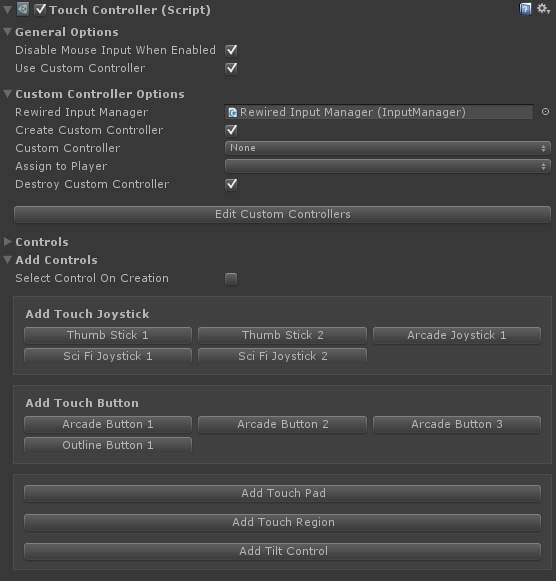 Touch Controller (Script)
General Options
Disable Mouse Input When Enabled
Use Custom Controller
Custom Controller Options
Rewired Input Manager Rewired Input Manager (InputManager)
Create Custom Controller
Custom Controller None
Assign to Player
Destroy Custom Controller
Edit Custom Controllers
Controls
Add Controls
Select Control On Creation
Add Touch Joystick
Thumb Stick 1 Thumb Stick 2 Arcade Joystick 1
Sci Fi Joystick 1 Sci Fi Joystick 2
Add Touch Button
Arcade Button 1 Arcade Button 2 Arcade Button 3
Outline Button 1
Add Touch Pad
Add Touch Region
Add Tilt Control